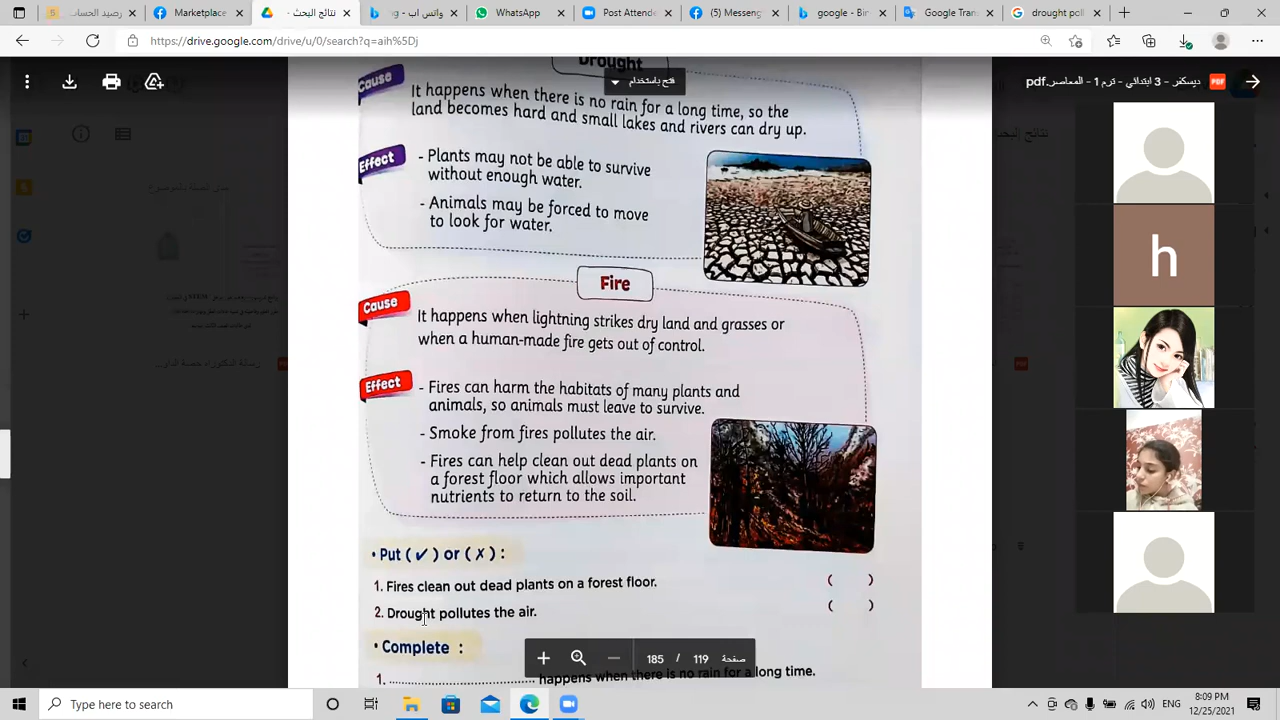 رصيد الحساب
Marketplace
نتائج البحث -
واتس اب - bing
WhatsApp
Post Attende
(5) Messeng
google - Bin
Google Trans
drought poll
https://drive.google.com/drive/u/0/search?q=aih%5Dj
فتح باستخدام
ديسكفر - 3 ابتدائي - ترم 1 - المعاصر.pdf
Drought
Cause
It happens when there is no rain for a long time, so the
land becomes hard and small lakes and rivers can dry up.
Effect
- Plants may not be able to survive
without enough water.
- Animals may be forced to move
to look for water.
Fire
Cause
It happens when lightning strikes dry land and grasses or
when a human-made fire gets out of control.
Effect
- Fires can harm the habitats of many plants and
animals, so animals must leave to survive.
- Smoke from fires pollutes the air.
- Fires can help clean out dead plants on
a forest floor which allows important
nutrients to return to the soil.
• Put ( ✓ ) or ( ✗ ) :
1. Fires clean out dead plants on a forest floor. ( )
2. Drought pollutes the air. ( )
• Complete :
1. .................................... happens when there is no rain for a long time.
صفحة 119 / 185
h
Type here to search
ENG
8:09 PM
12/25/2021